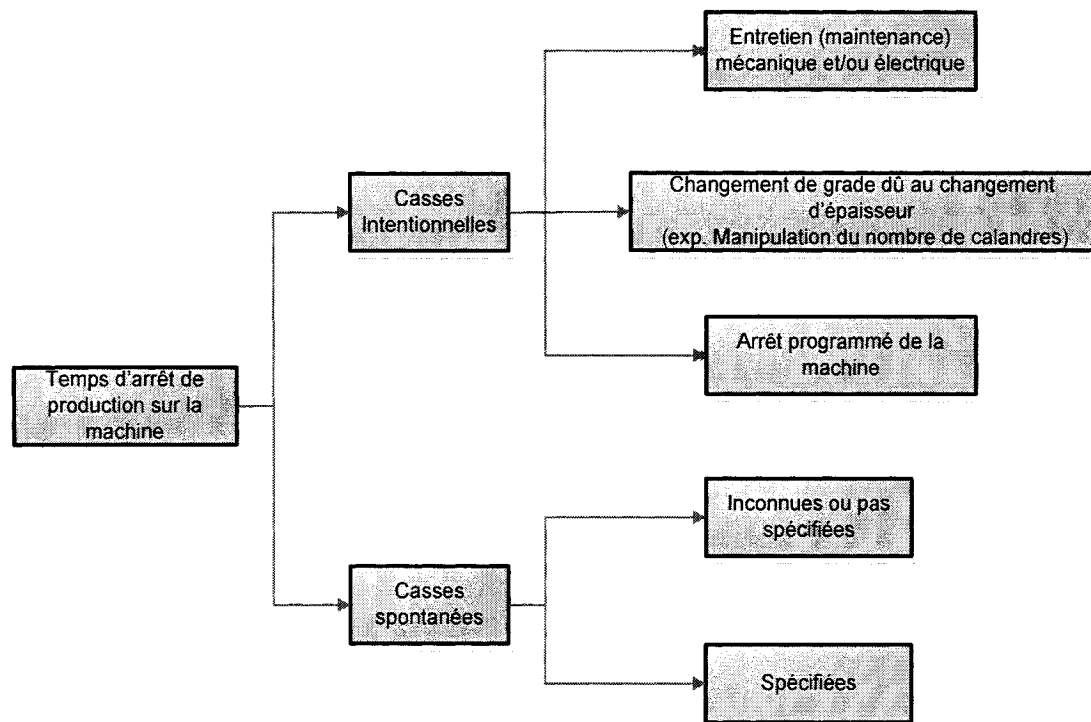 Entretien (maintenance)
mécanique et/ou électrique
Casses
Intentionnelles
Changement de grade dû au changement
d'épaisseur
(exp. Manipulation du nombre de calandres)
Arrêt programmé de la
machine
Temps d'arrêt de
production sur la
machine
Inconnues ou pas
spécifiées
Casses
spontanées
Spécifiées